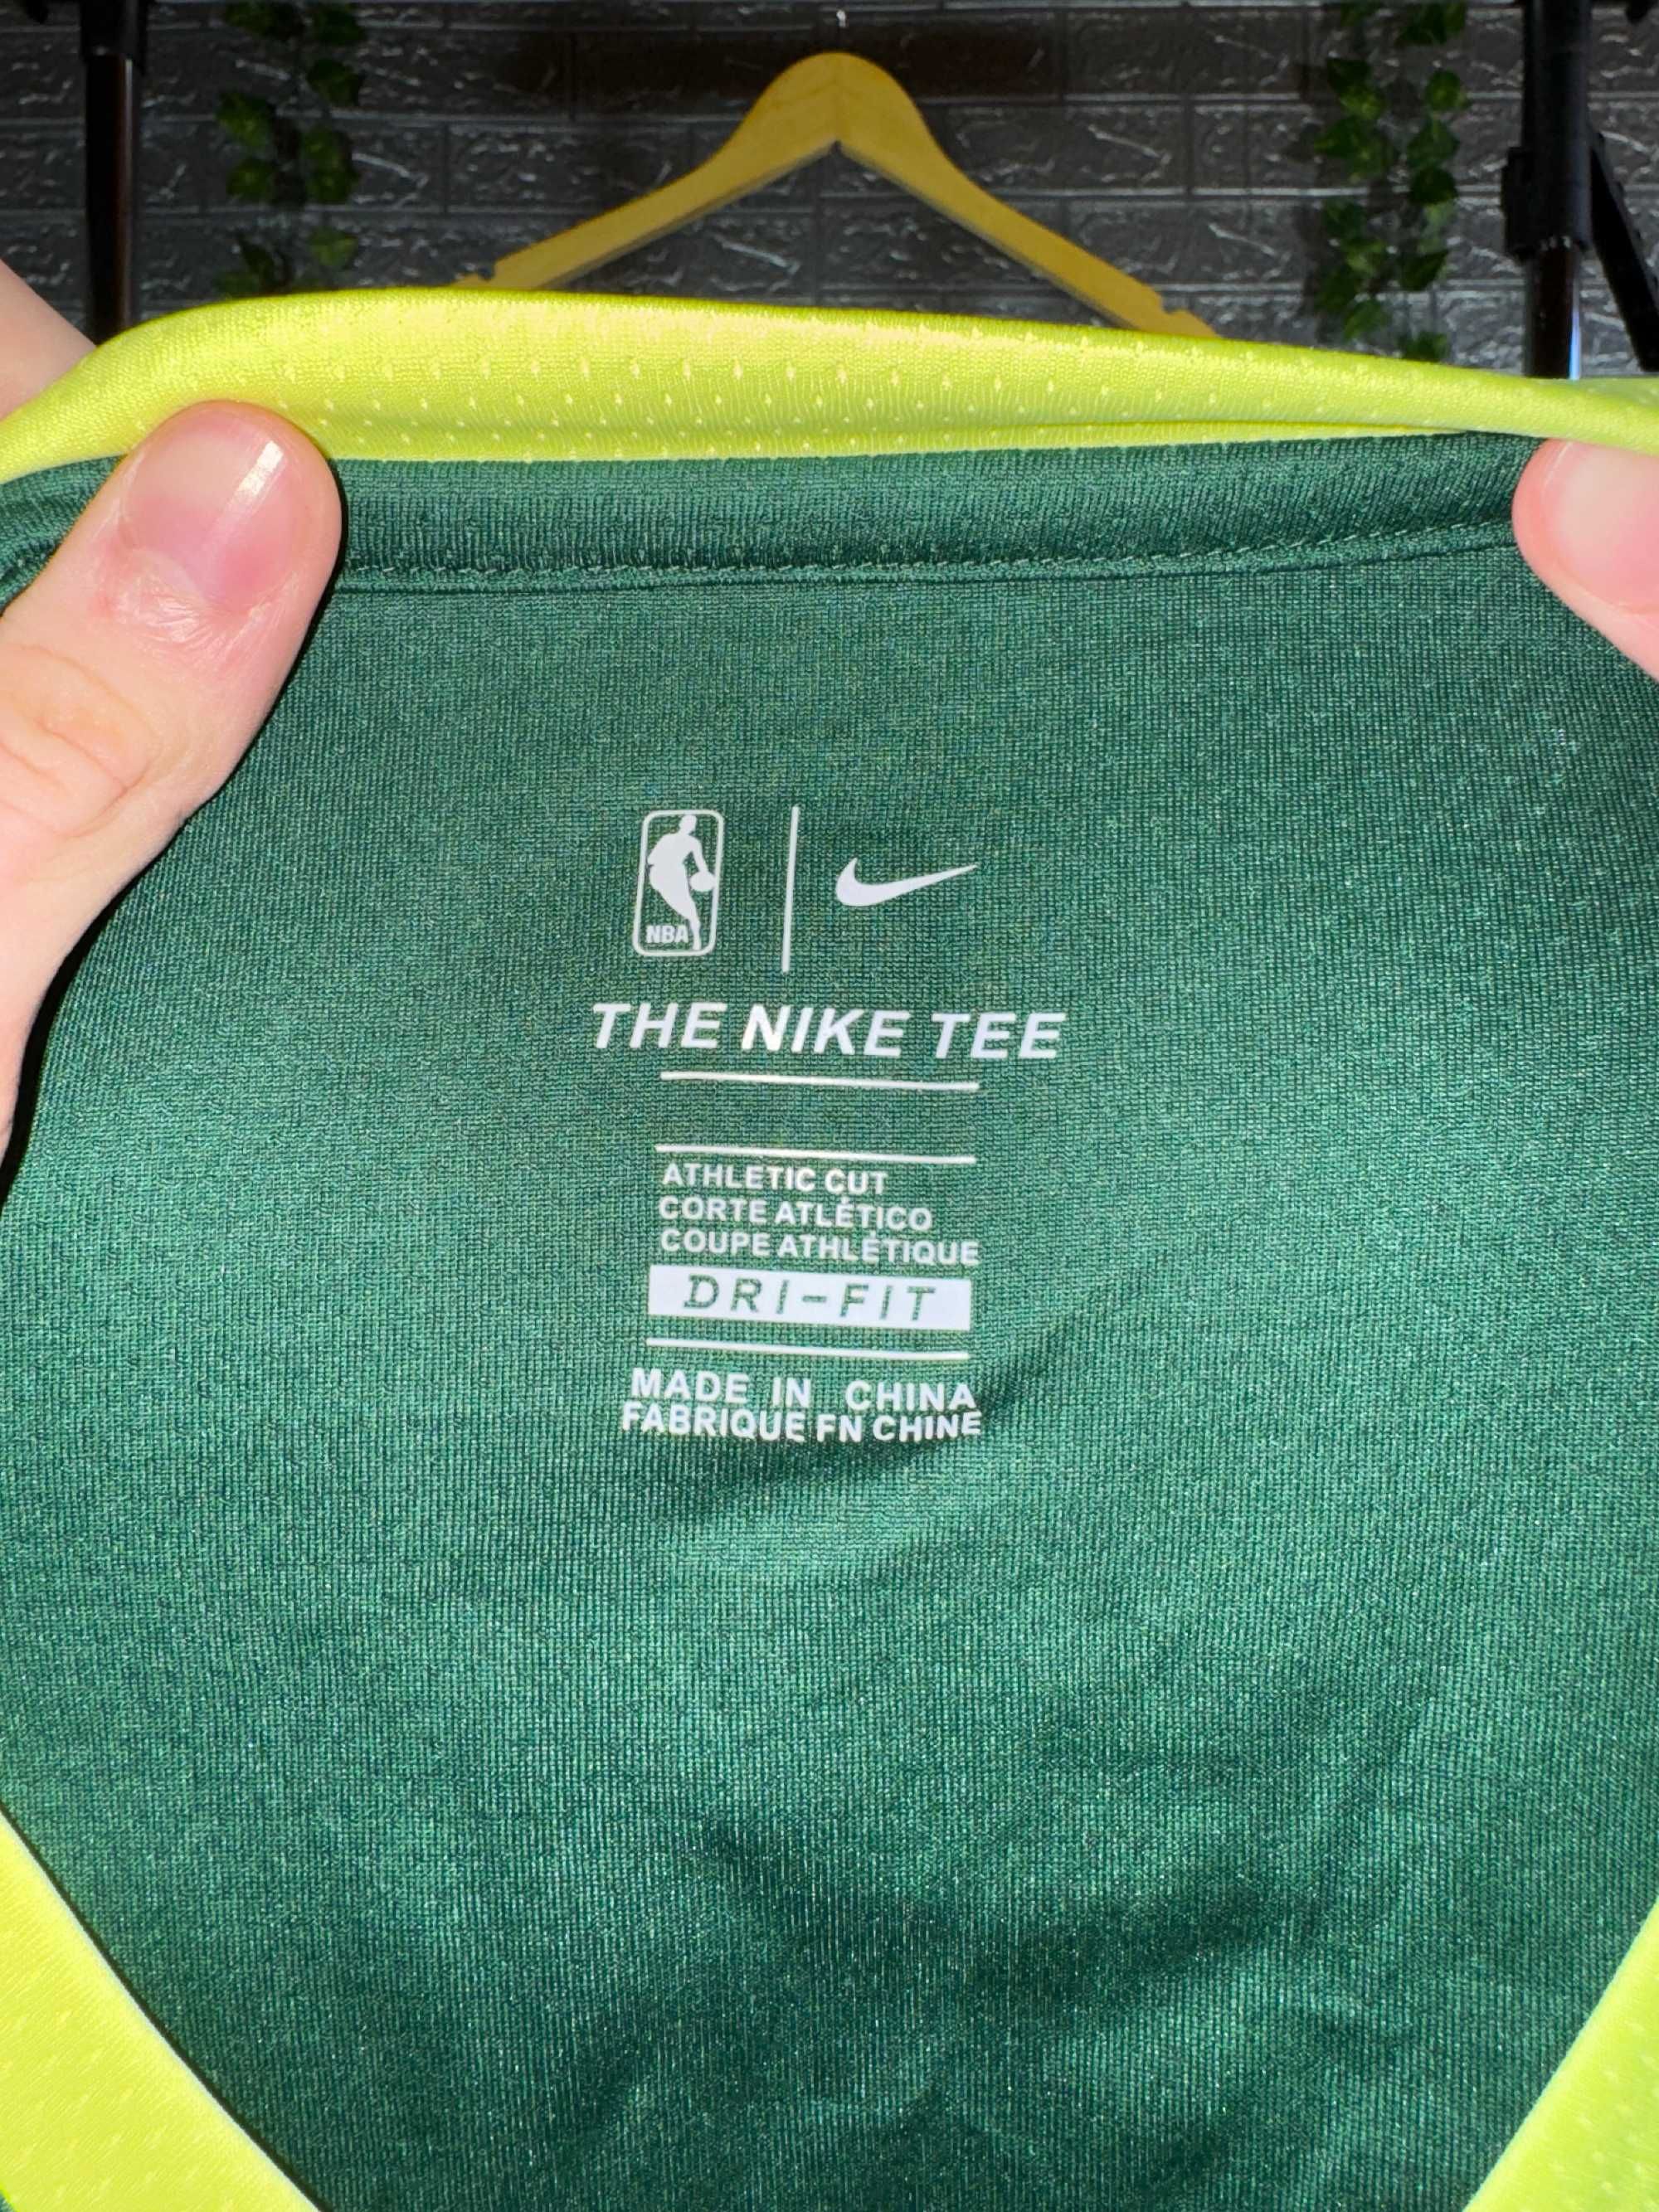 NBA
THE NIKE TEE
ATHLETIC CUT
CORTE ATLÉTICO
COUPE ATHLÉTIQUE
DRI-FIT
MADE IN CHINA
FABRIQUE FN CHINE